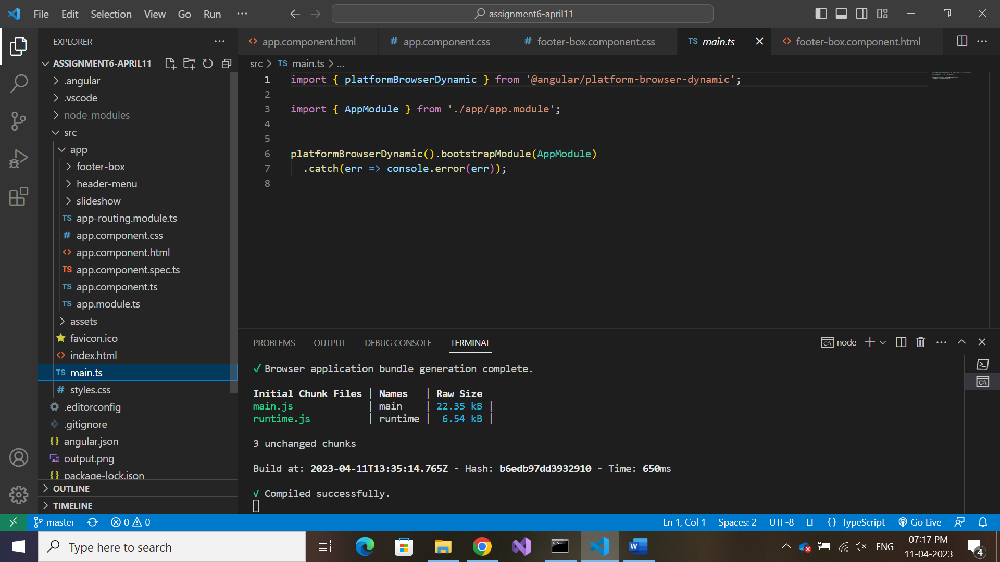 File Edit Selection View Go Run ···
assignment6-april11
EXPLORER
ASSIGNMENT6-APRIL11
.angular
.vscode
node_modules
src
app
footer-box
header-menu
slideshow
TS app-routing.module.ts
# app.component.css
<> app.component.html
TS app.component.spec.ts
TS app.component.ts
TS app.module.ts
assets
favicon.ico
<> index.html
TS main.ts
# styles.css
.editorconfig
.gitignore
{} angular.json
output.png
{} package-lock.json
OUTLINE
TIMELINE
<> app.component.html # app.component.css # footer-box.component.css TS main.ts <> footer-box.component.html
src > TS main.ts > ...
1 import { platformBrowserDynamic } from '@angular/platform-browser-dynamic';
2
3 import { AppModule } from './app/app.module';
4
5
6 platformBrowserDynamic().bootstrapModule(AppModule)
7 .catch(err => console.error(err));
8
PROBLEMS OUTPUT DEBUG CONSOLE TERMINAL
node
✓ Browser application bundle generation complete.
Initial Chunk Files | Names | Raw Size
main.js | main | 22.35 kB |
runtime.js | runtime | 6.54 kB |
3 unchanged chunks
Build at: 2023-04-11T13:35:14.765Z - Hash: b6edb97dd3932910 - Time: 650ms
√ Compiled successfully.
master 0 0
Ln 1, Col 1 Spaces: 2 UTF-8 LF {} TypeScript Go Live
Type here to search
ENG
07:17 PM
11-04-2023
4